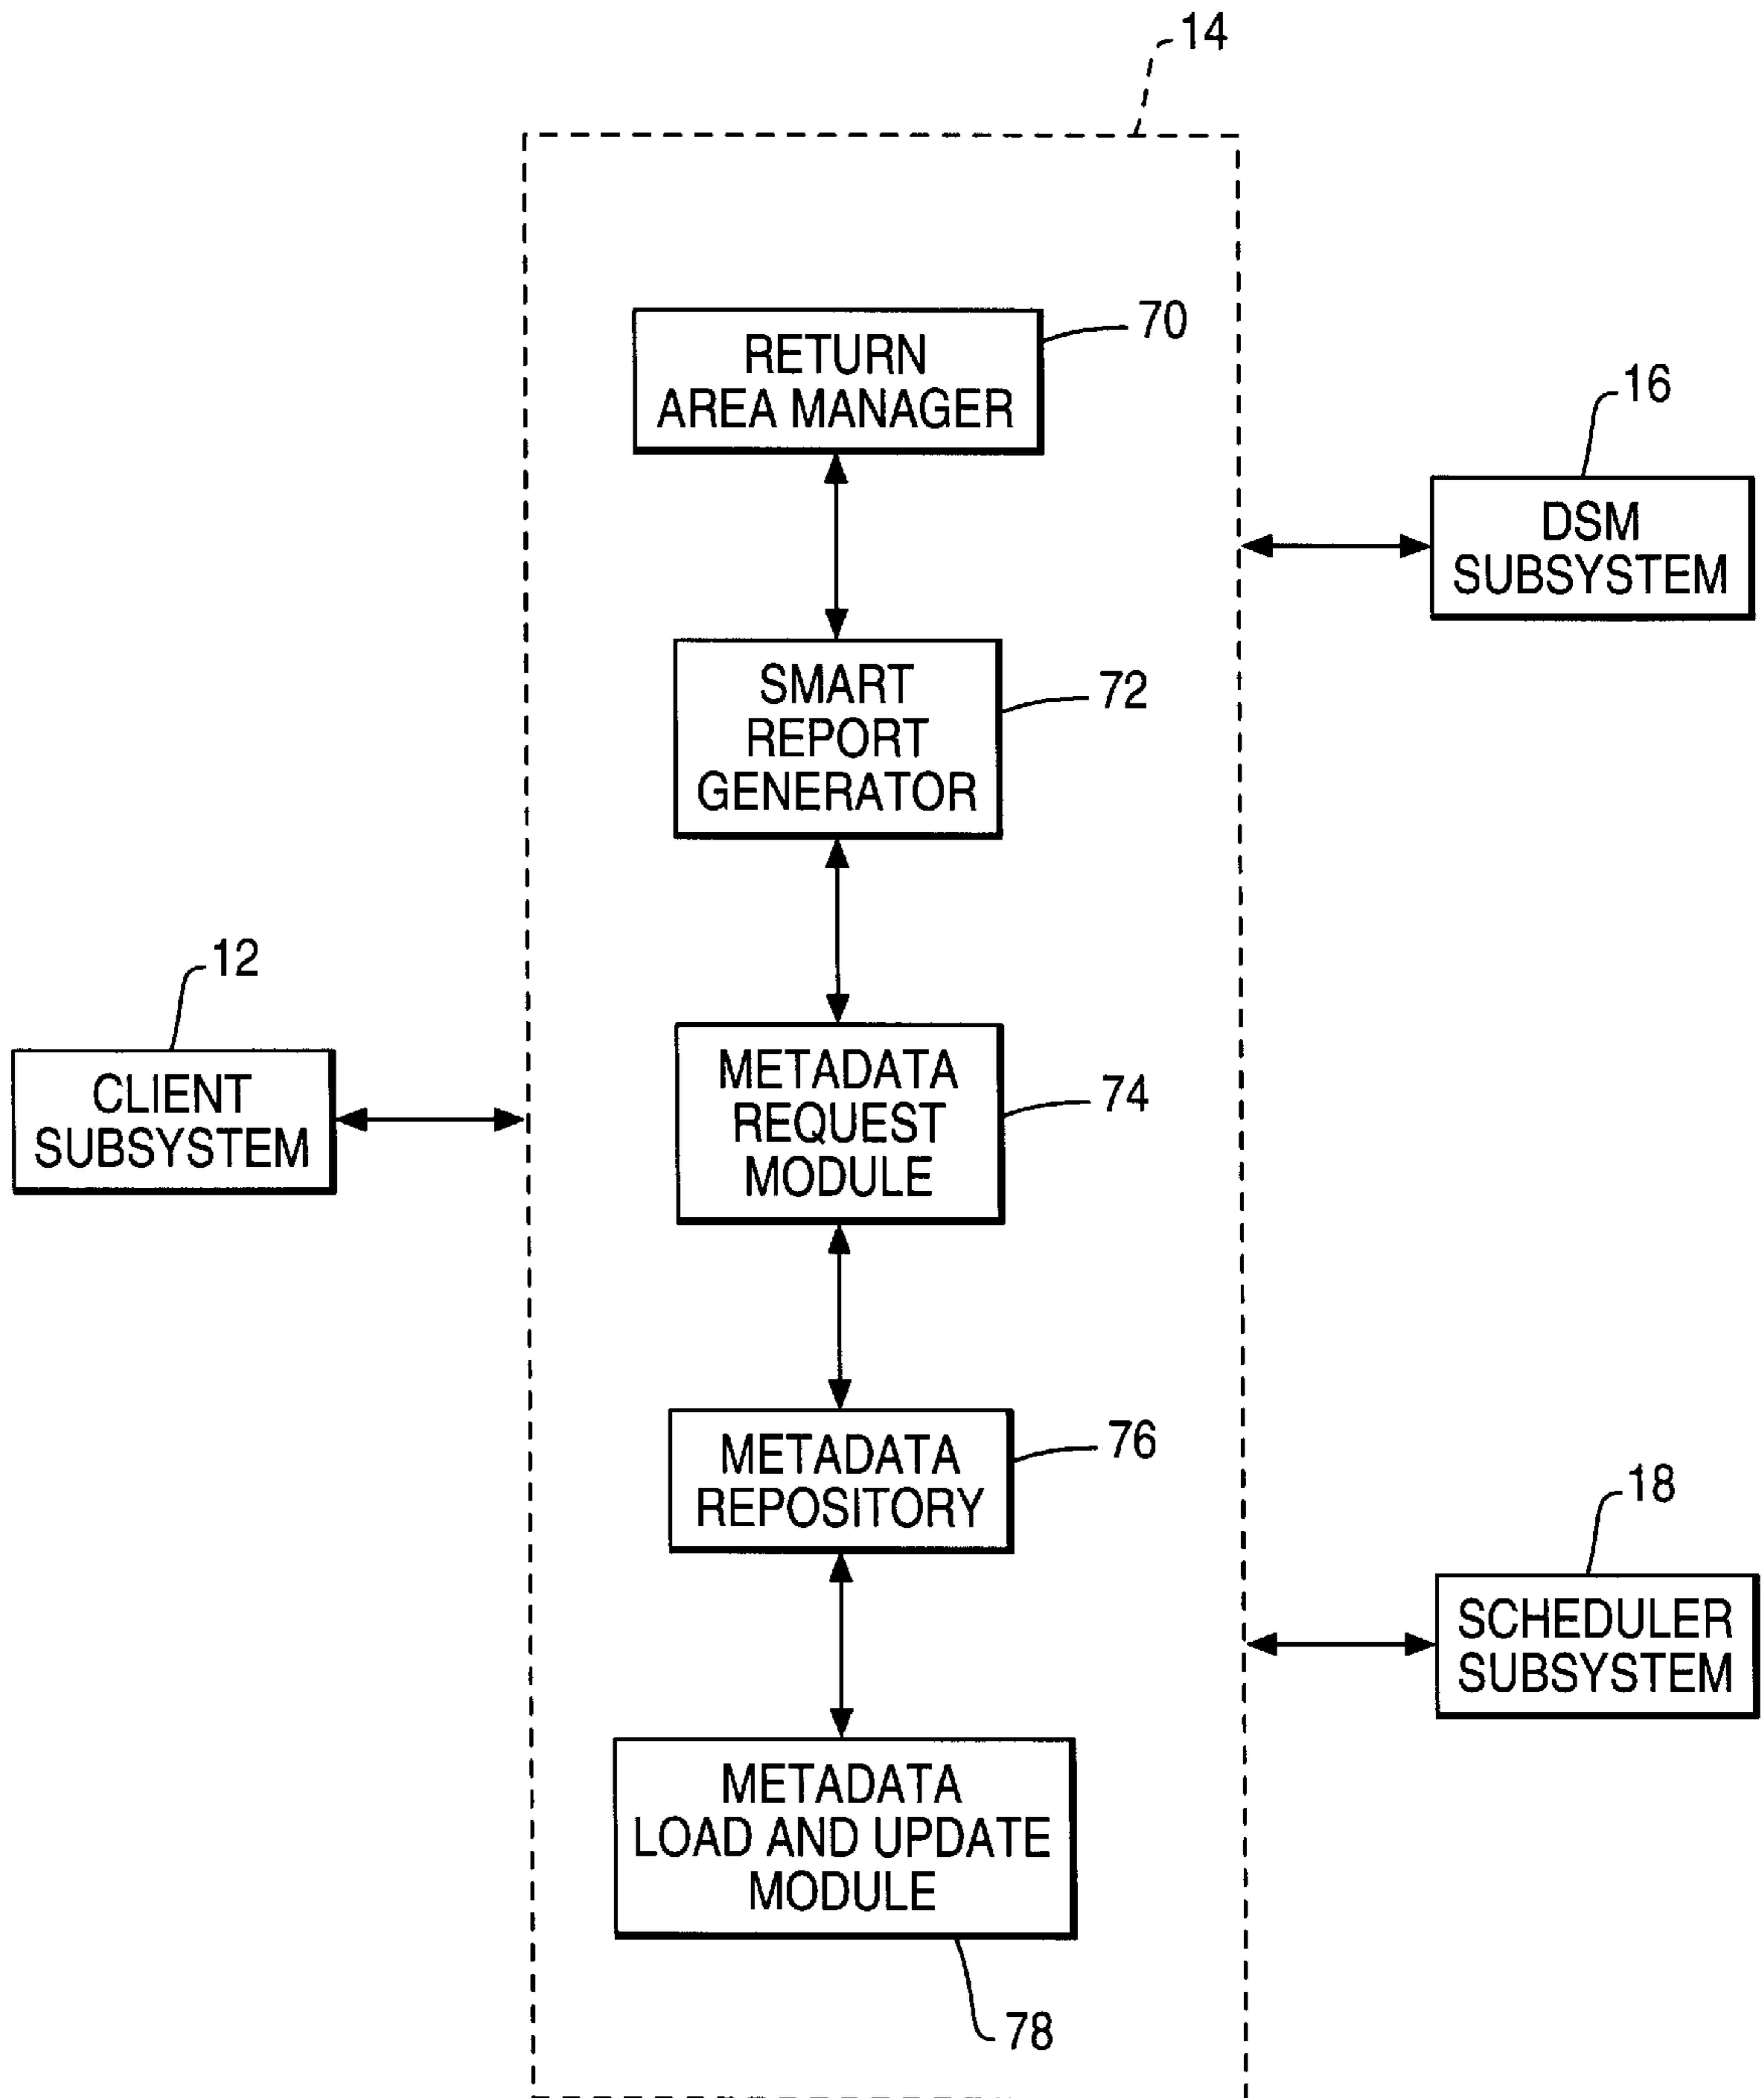 14
70
RETURN
AREA MANAGER
16
DSM
SUBSYSTEM
72
SMART
REPORT
GENERATOR
12
CLIENT
SUBSYSTEM
74
METADATA
REQUEST
MODULE
76
METADATA
REPOSITORY
18
SCHEDULER
SUBSYSTEM
METADATA
LOAD AND UPDATE
MODULE
78